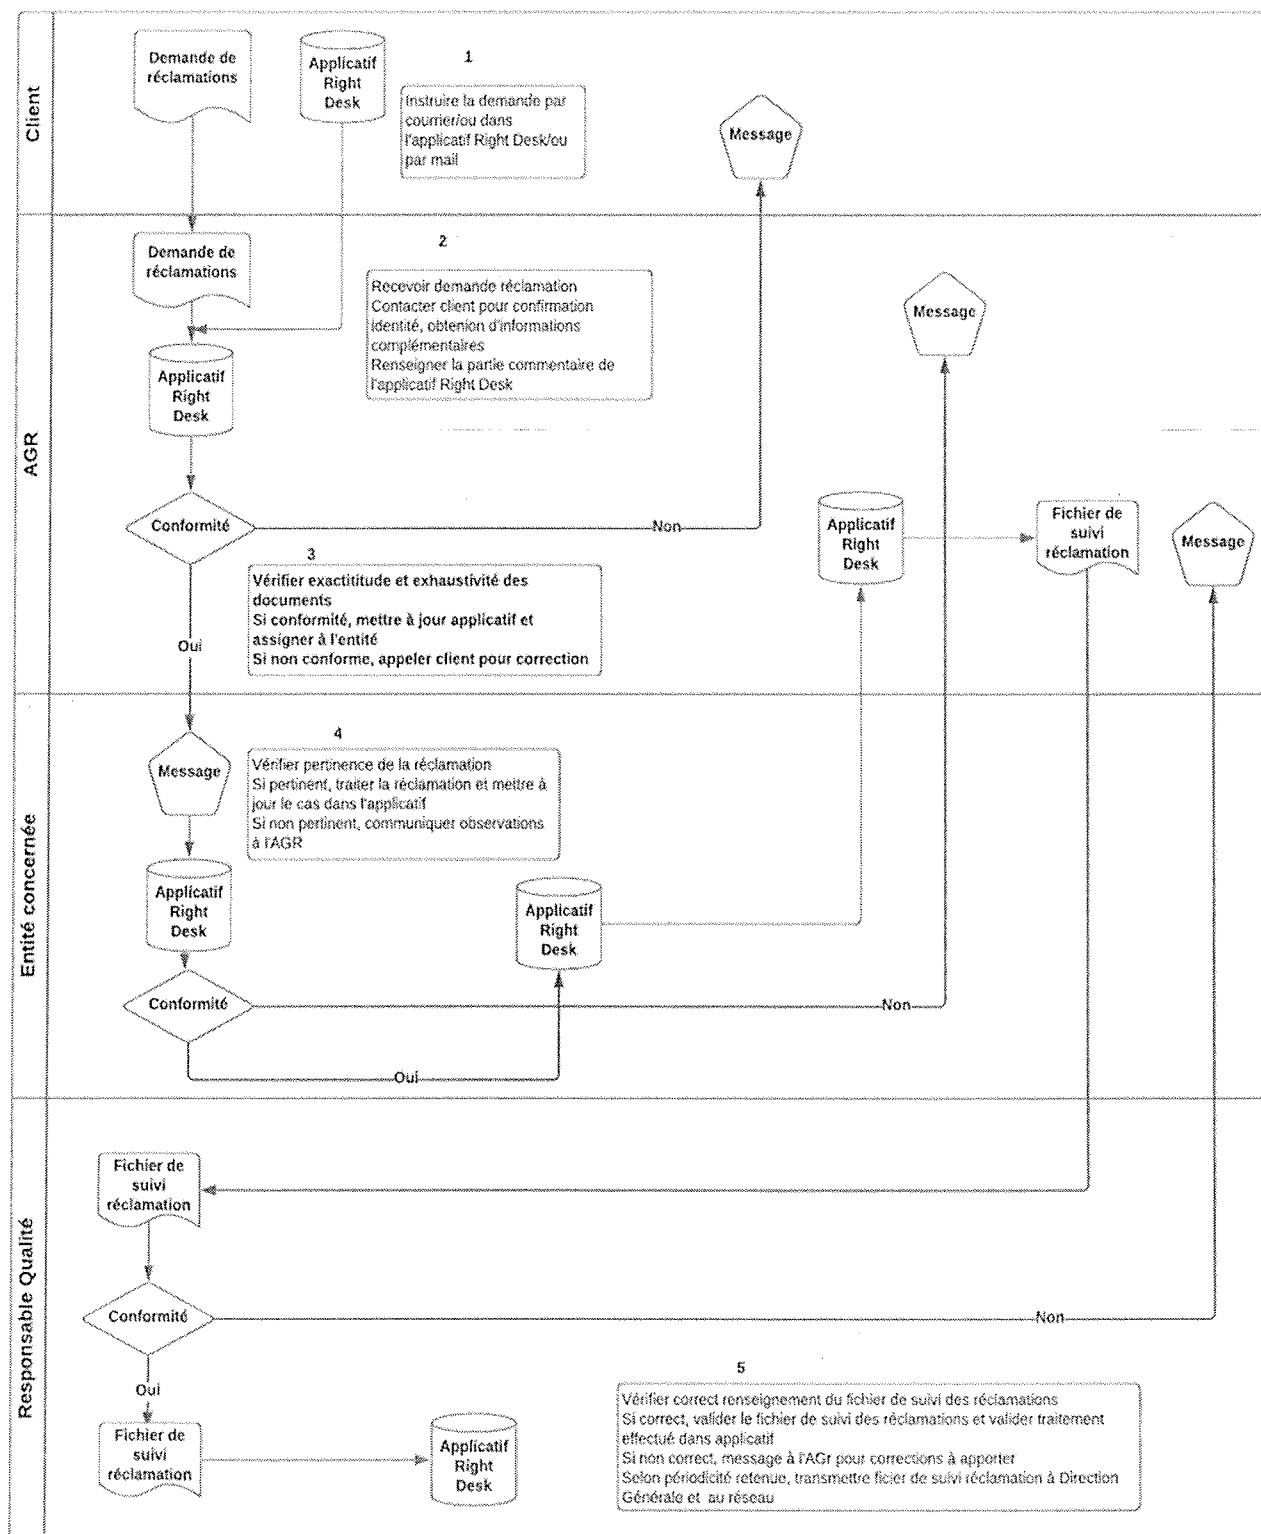 Client
Demande de
réclamations
Applicatif
Right
Desk
1
Instruire la demande par
courrier/ou dans
l'applicatif Right Desk/ou
par mail
Message
AGR
Demande de
réclamations
2
Recevoir demande réclamation
Contacter client pour confirmation
identité, obtenion d'informations
complémentaires
Renseigner la partie commentaire de
l'applicatif Right Desk
Message
Applicatif
Right
Desk
Conformité
Non
Applicatif
Right
Desk
Fichier de
suivi
réclamation
Message
3
Vérifier exactititude et exhaustivité des
documents
Si conformité, mettre à jour applicatif et
assigner à l'entité
Si non conforme, appeler client pour correction
Oui
Entité concernée
4
Message
Vérifier pertinence de la réclamation
Si pertinent, traiter la réclamation et mettre à
jour le cas dans l'applicatif
Si non pertinent, communiquer observations
à l'AGR
Applicatif
Right
Desk
Applicatif
Right
Desk
Conformité
Non
Oui
Responsable Qualité
Fichier de
suivi
réclamation
Conformité
Non
Oui
5
Vérifier correct renseignement du fichier de suivi des réclamations
Si correct, valider le fichier de suivi des réclamations et valider traitement
effectué dans applicatif
Si non correct, message à l'AGr pour corrections à apporter
Selon périodicité retenue, transmettre ficier de suivi réclamation à Direction
Générale et au réseau
Fichier de
suivi
réclamation
Applicatif
Right
Desk